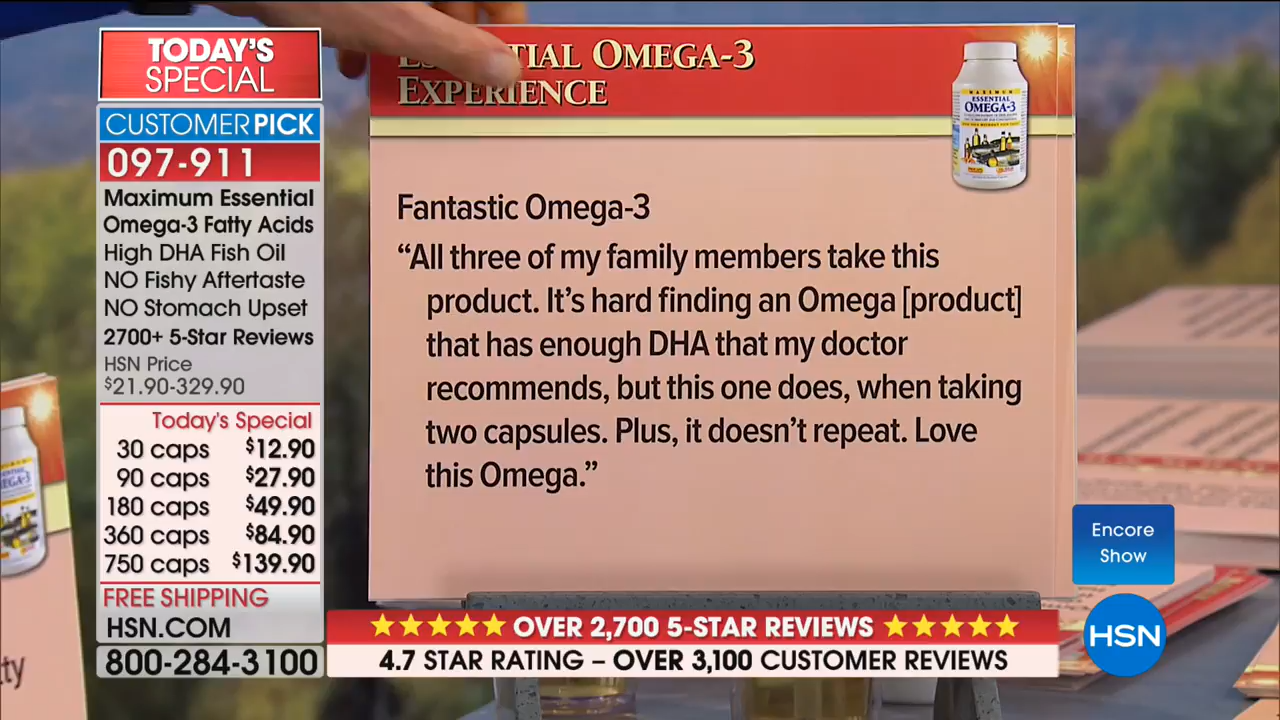 TODAY'S
SPECIAL
CUSTOMER PICK
097-911
Maximum Essential
Omega-3 Fatty Acids
High DHA Fish Oil
NO Fishy Aftertaste
NO Stomach Upset
2700+ 5-Star Reviews
HSN Price
$21.90-329.90
Today's Special
30 caps $12.90
90 caps $27.90
180 caps $49.90
360 caps $84.90
750 caps $139.90
FREE SHIPPING
HSN.COM
800-284-3100
ESSENTIAL OMEGA-3
EXPERIENCE
MAXIMUM
ESSENTIAL
OMEGA-3
Fantastic Omega-3
“All three of my family members take this
product. It’s hard finding an Omega [product]
that has enough DHA that my doctor
recommends, but this one does, when taking
two capsules. Plus, it doesn’t repeat. Love
this Omega.”
Encore
Show
HSN
OVER 2,700 5-STAR REVIEWS
4.7 STAR RATING – OVER 3,100 CUSTOMER REVIEWS